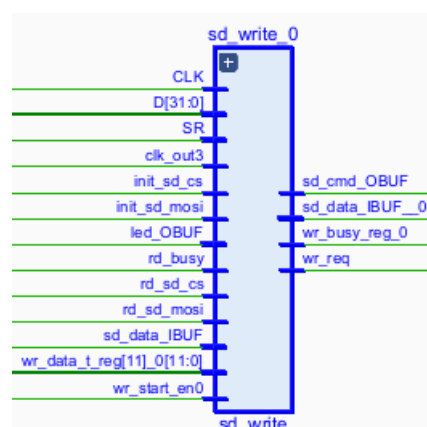 sd_write_0
CLK
D[31:0]
SR
clk_out3
init_sd_cs
init_sd_mosi
led_OBUF
rd_busy
rd_sd_cs
rd_sd_mosi
sd_data_IBUF
wr_data_t_reg[11]_0[11:0]
wr_start_en0
sd_cmd_OBUF
sd_data_IBUF__0
wr_busy_reg_0
wr_req
sd_write